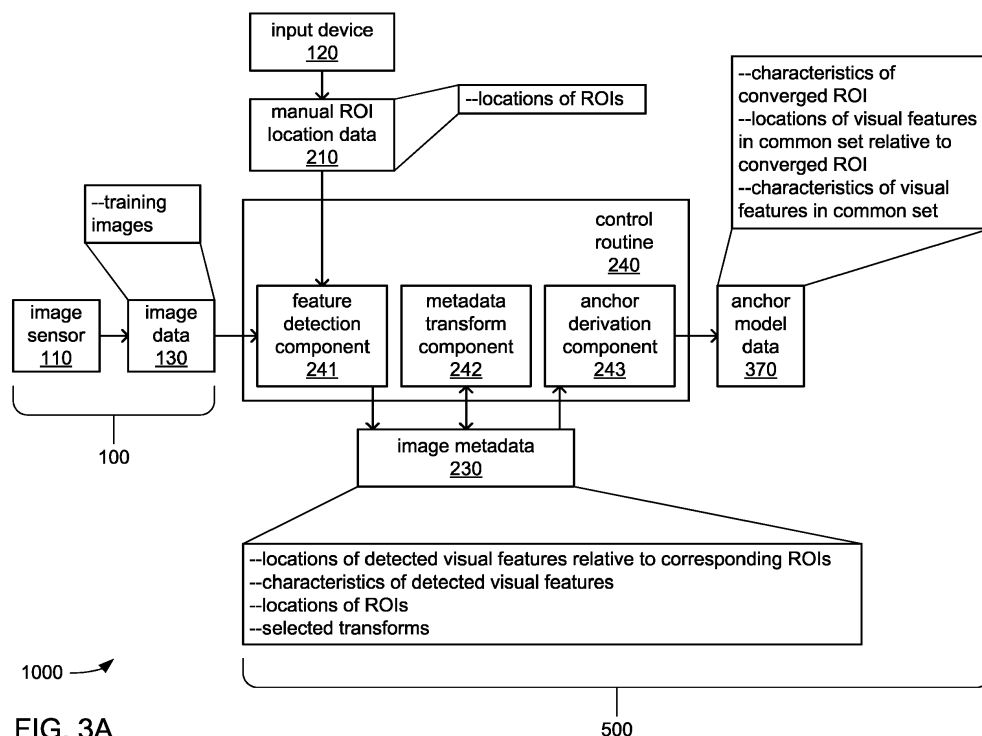 input device
120
manual ROI
location data
210
--locations of ROIs
--characteristics of
converged ROI
--locations of visual features
in common set relative to
converged ROI
--characteristics of visual
features in common set
--training
images
control
routine
240
image
sensor
110
image
data
130
feature
detection
component
241
metadata
transform
component
242
anchor
derivation
component
243
anchor
model
data
370
100
image metadata
230
--locations of detected visual features relative to corresponding ROIs
--characteristics of detected visual features
--locations of ROIs
--selected transforms
1000
500
FIG. 3A